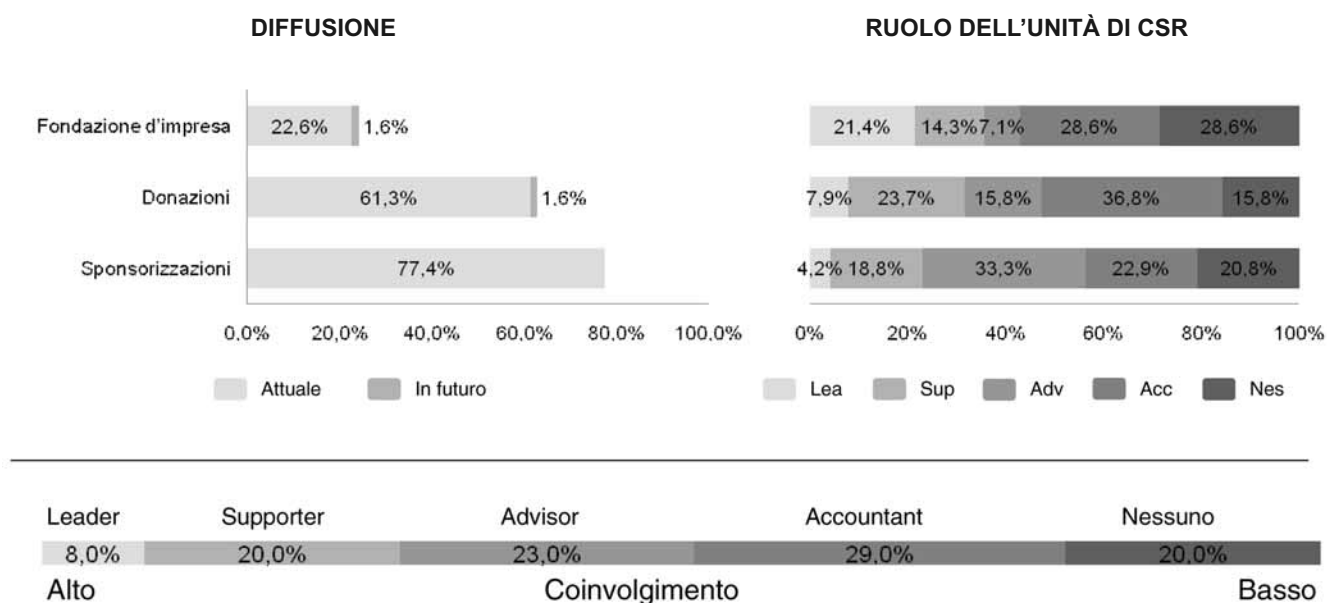 DIFFUSIONE
RUOLO DELL'UNITÀ DI CSR
Fondazione d'impresa 22,6% 1,6%
21,4% 14,3% 7,1% 28,6% 28,6%
Donazioni 61,3% 1,6%
7,9% 23,7% 15,8% 36,8% 15,8%
Sponsorizzazioni 77,4%
4,2% 18,8% 33,3% 22,9% 20,8%
0,0% 20,0% 40,0% 60,0% 80,0% 100,0%
0% 20% 40% 60% 80% 100%
Attuale In futuro
Lea Sup Adv Acc Nes
Leader Supporter Advisor Accountant Nessuno
8,0% 20,0% 23,0% 29,0% 20,0%
Alto Coinvolgimento Basso